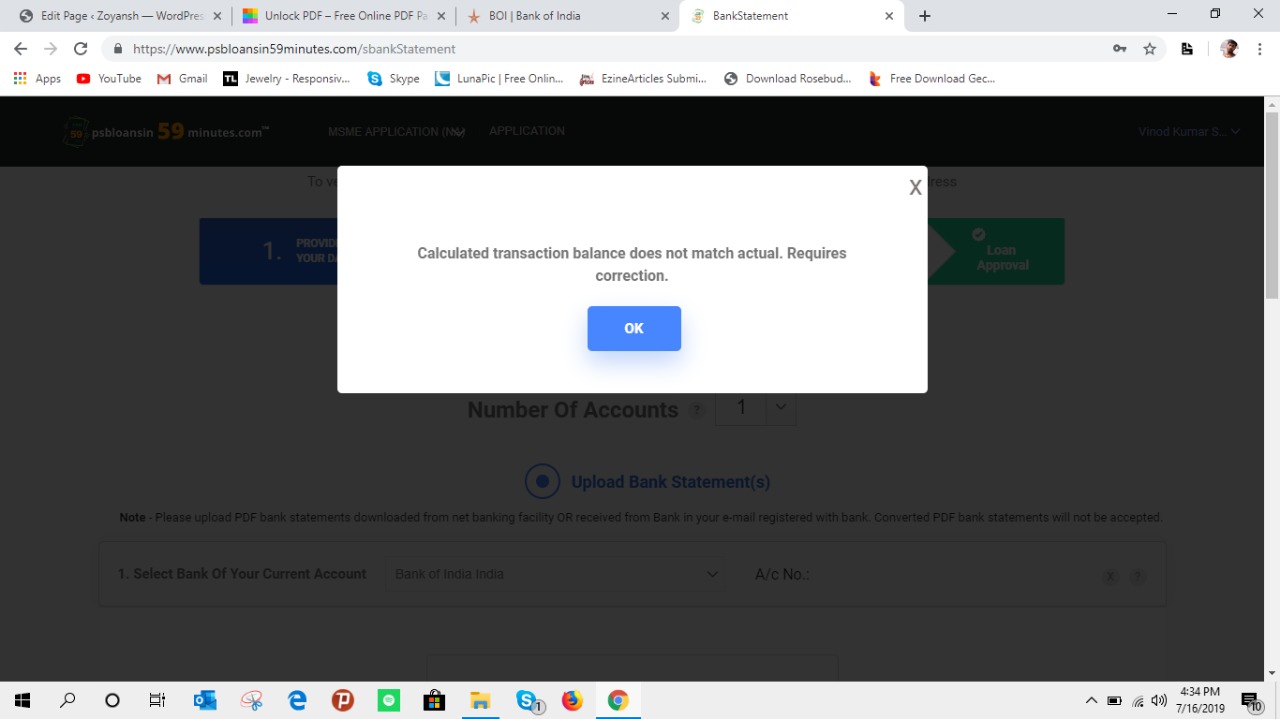 Edit Page ‹ Zoyansh — WordPres
Unlock PDF – Free Online PDF Pa
BOI | Bank of India
BankStatement
https://www.psbloansin59minutes.com/sbankStatement
Apps
YouTube
Gmail
TL
Jewelry - Responsiv...
Skype
LunaPic | Free Onlin...
EzineArticles Submi...
Download Rosebud...
Free Download Gec...
psbloansin 59 minutes.com™
MSME APPLICATION
APPLICATION
Vinod Kumar S...
To ve
dress
X
1.
PROVID
YOUR DA
Calculated transaction balance does not match actual. Requires
correction.
OK
Loan
Approval
Number Of Accounts ? 1
Upload Bank Statement(s)
Note - Please upload PDF bank statements downloaded from net banking facility OR received from Bank in your e-mail registered with bank. Converted PDF bank statements will not be accepted.
1. Select Bank Of Your Current Account
Bank of India India
A/c No.:
X
?
1
4:34 PM
7/16/2019
10